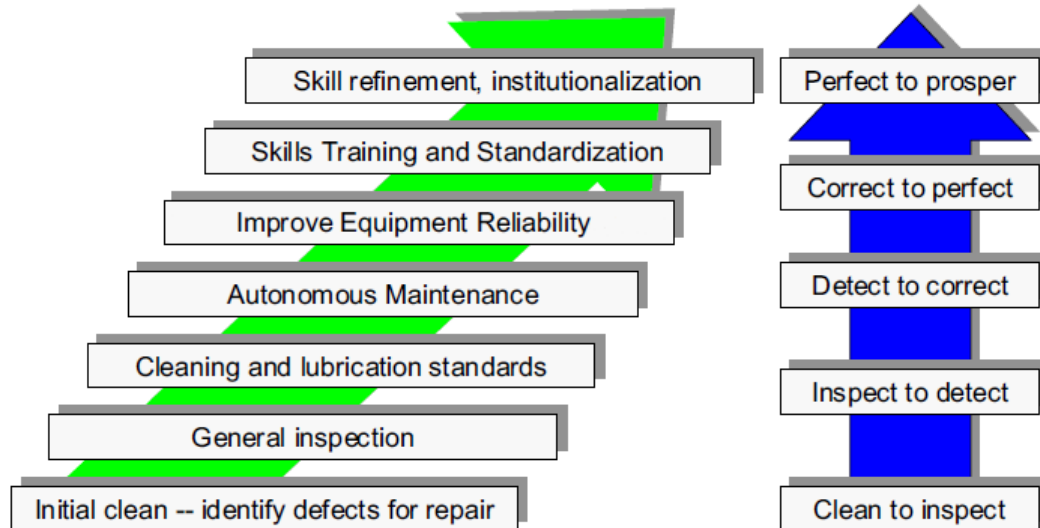 Skill refinement, institutionalization
Skills Training and Standardization
Improve Equipment Reliability
Autonomous Maintenance
Cleaning and lubrication standards
General inspection
Initial clean -- identify defects for repair
Perfect to prosper
Correct to perfect
Detect to correct
Inspect to detect
Clean to inspect